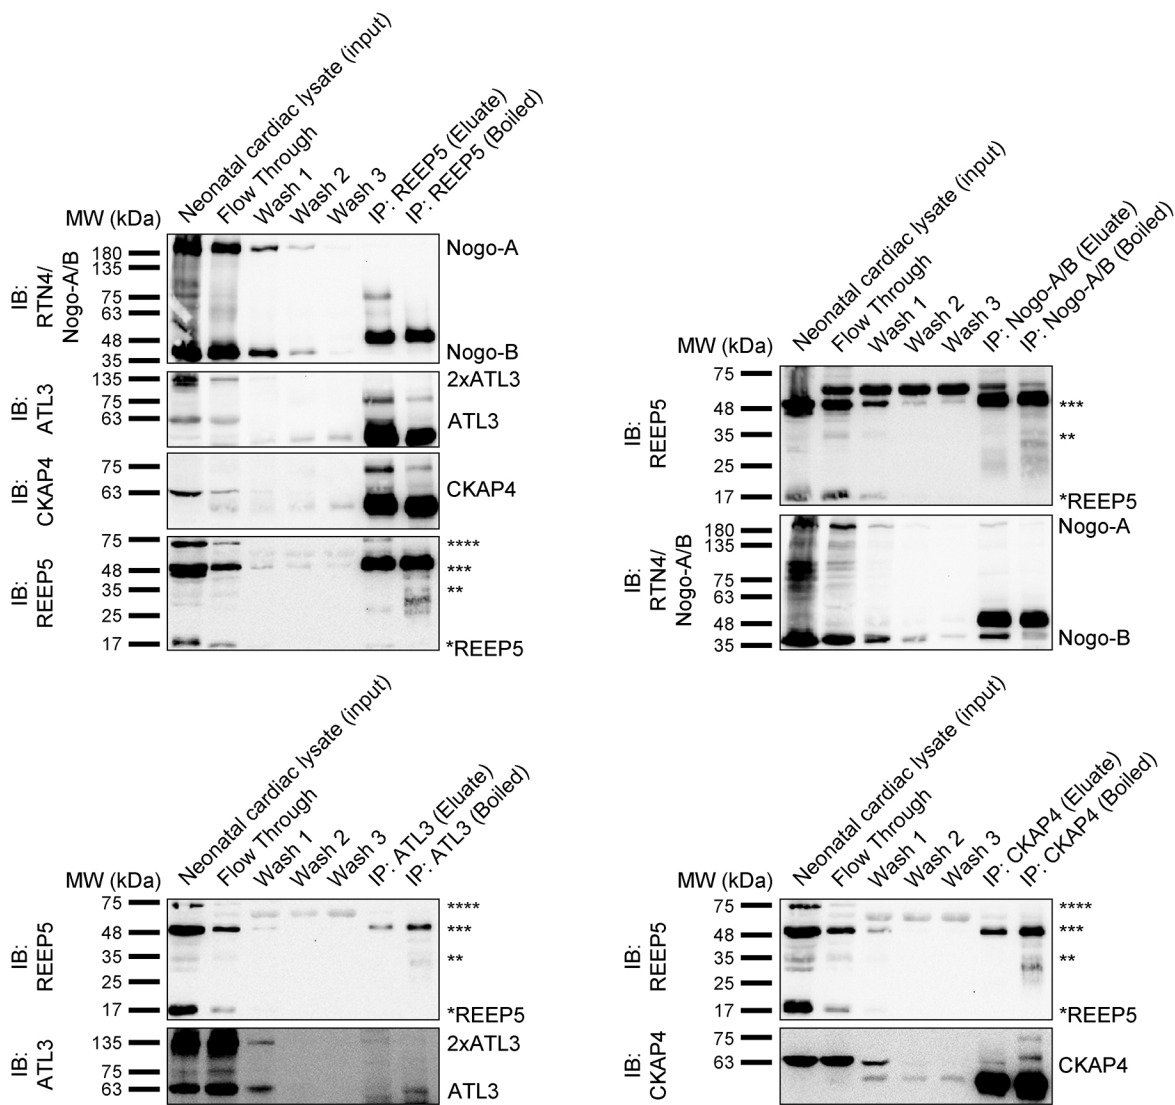 Neonatal cardiac lysate (input)
Flow Through
Wash 1
Wash 2
Wash 3
IP: REEP5 (Eluate)
IP: REEP5 (Boiled)
MW (kDa)
IB:
RTN4/
Nogo-A/B
180
135
75
63
48
35
Nogo-A
Nogo-B
IB:
ATL3
135
75
63
2xATL3
ATL3
IB:
CKAP4
75
63
CKAP4
IB:
REEP5
75
48
35
25
17
****
***
**
*REEP5
Neonatal cardiac lysate (input)
Flow Through
Wash 1
Wash 2
Wash 3
IP: Nogo-A/B (Eluate)
IP: Nogo-A/B (Boiled)
MW (kDa)
IB:
REEP5
75
48
35
25
17
***
**
*REEP5
IB:
RTN4/
Nogo-A/B
180
135
75
63
48
35
Nogo-A
Nogo-B
Neonatal cardiac lysate (input)
Flow Through
Wash 1
Wash 2
Wash 3
IP: ATL3 (Eluate)
IP: ATL3 (Boiled)
MW (kDa)
IB:
REEP5
75
48
35
25
17
****
***
**
*REEP5
IB:
ATL3
135
75
63
2xATL3
ATL3
Neonatal cardiac lysate (input)
Flow Through
Wash 1
Wash 2
Wash 3
IP: CKAP4 (Eluate)
IP: CKAP4 (Boiled)
MW (kDa)
IB:
REEP5
75
48
35
25
17
****
***
**
*REEP5
IB:
CKAP4
75
63
CKAP4